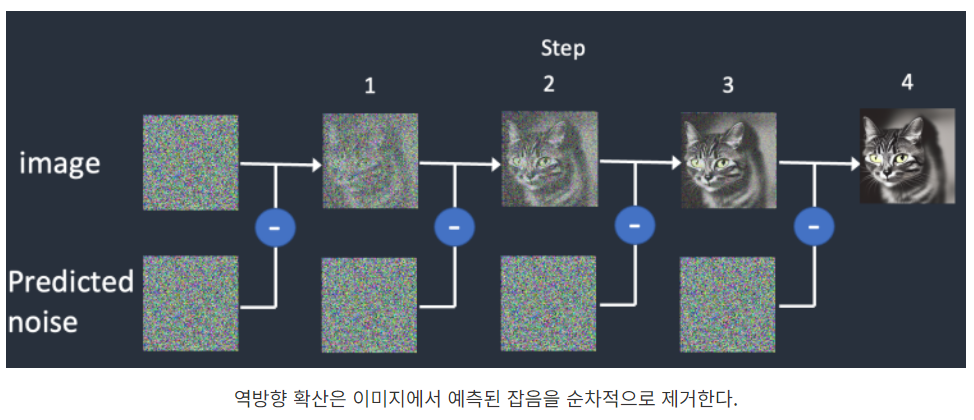 Step
1 2 3 4
image
-
-
-
-
Predicted
noise
역방향 확산은 이미지에서 예측된 잡음을 순차적으로 제거한다.